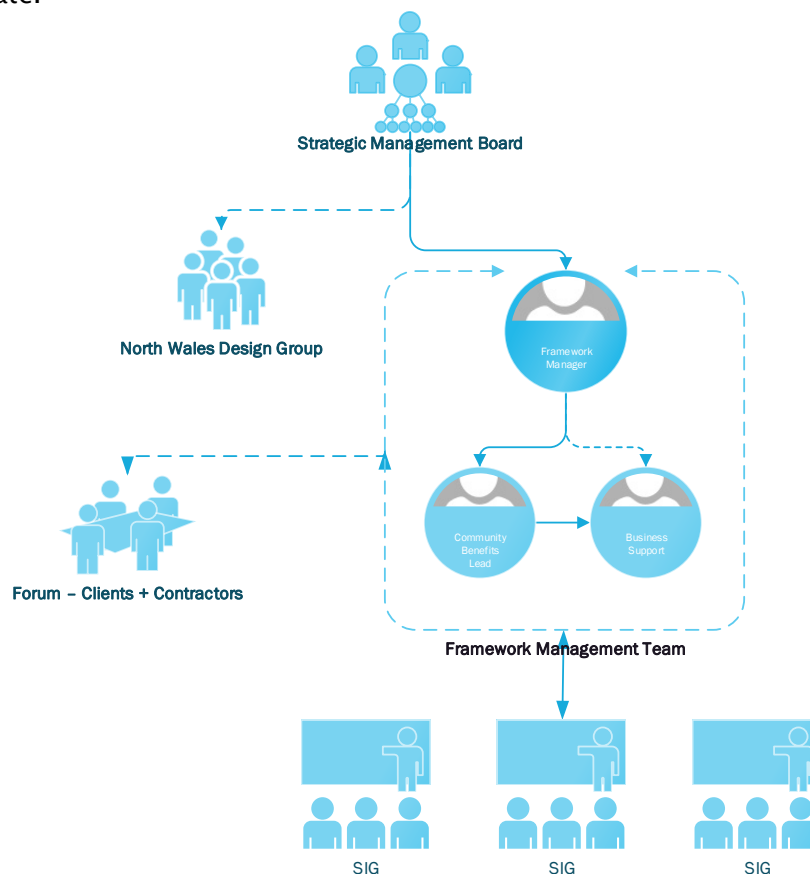 Strategic Management Board
North Wales Design Group
Framework
Manager
Community
Benefits
Lead
Business
Support
Forum – Clients + Contractors
Framework Management Team
SIG
SIG
SIG